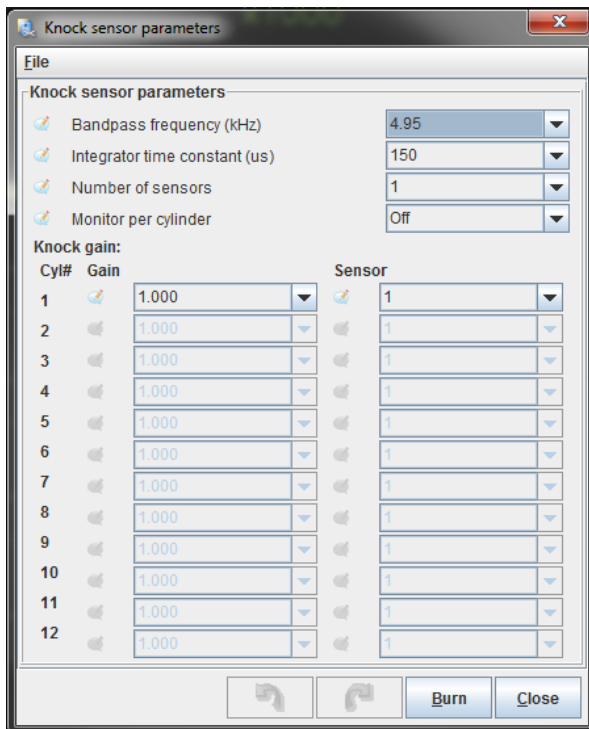 Knock sensor parameters
File
Knock sensor parameters
Bandpass frequency (kHz) 4.95
Integrator time constant (us) 150
Number of sensors 1
Monitor per cylinder Off
Knock gain:
Cyl# Gain Sensor
1 1.000 1
2 1.000 1
3 1.000 1
4 1.000 1
5 1.000 1
6 1.000 1
7 1.000 1
8 1.000 1
9 1.000 1
10 1.000 1
11 1.000 1
12 1.000 1
Burn Close